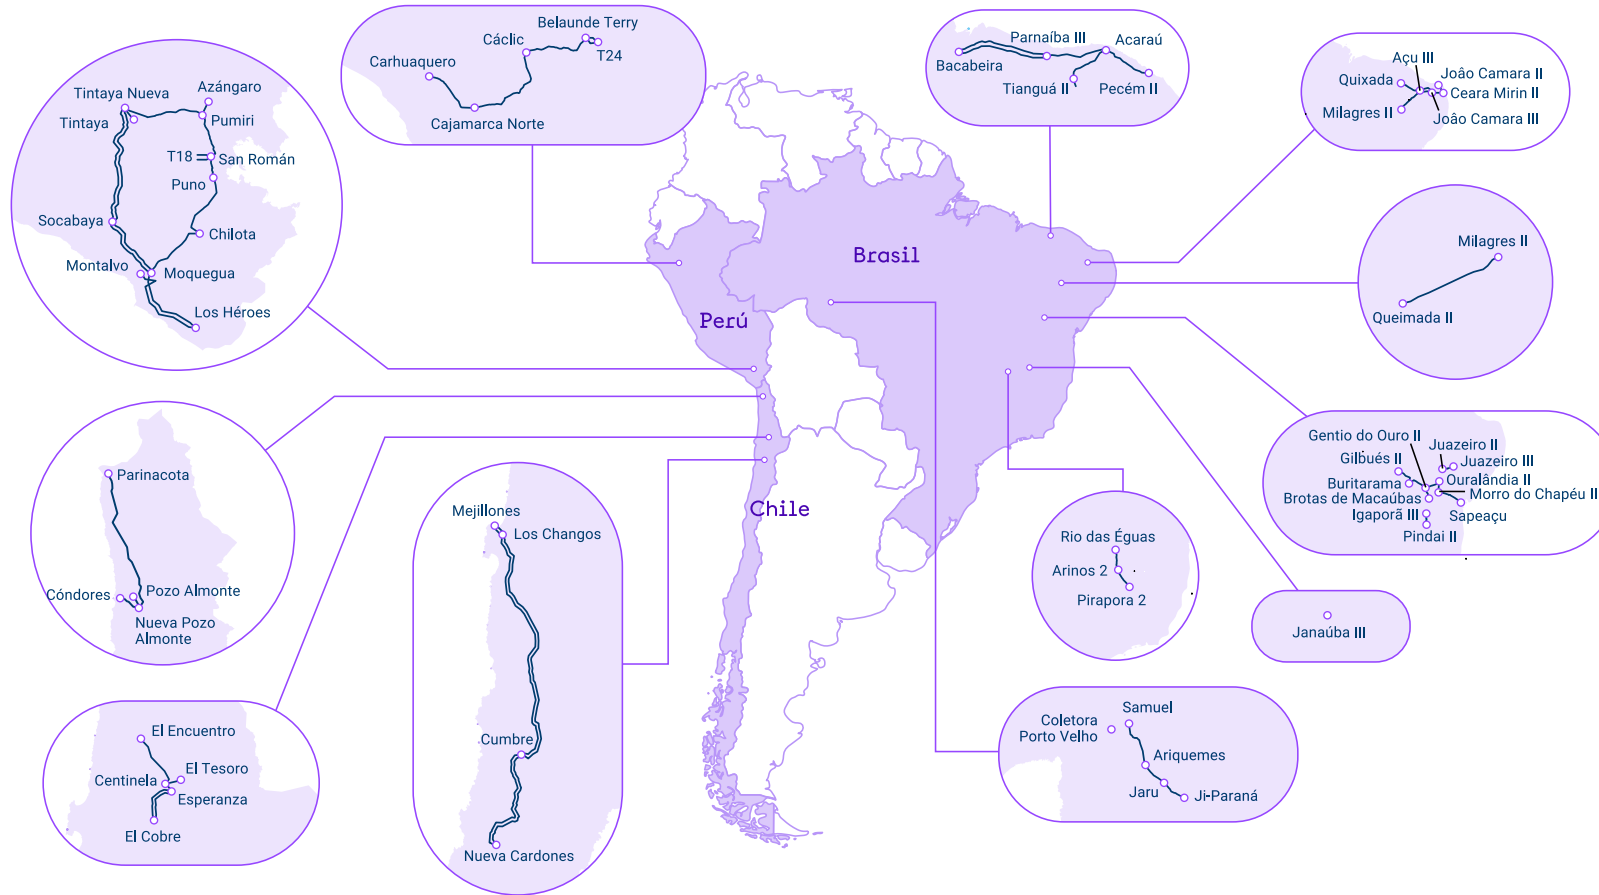 Belaunde Terry
Cáclic
T24
Carhuaquero
Cajamarca Norte
Parnaíba III
Acaraú
Bacabeira
Tianguá II
Pecém II
Açu III
João Camara II
Quixada
Ceara Mirin II
Milagres II
João Camara III
Azángaro
Tintaya Nueva
Tintaya
Pumiri
T18
San Román
Puno
Socabaya
Chilota
Montalvo
Moquegua
Los Héroes
Milagres II
Queimada II
Brasil
Perú
Chile
Parinacota
Cóndores
Pozo Almonte
Nueva Pozo
Almonte
Mejillones
Los Changos
Cumbre
Nueva Cardones
El Encuentro
El Tesoro
Centinela
Esperanza
El Cobre
Gentio do Ouro II
Juazeiro II
Gilbués II
Juazeiro III
Buritarama
Ouralândia II
Brotas de Macaúbas
Morro do Chapéu II
Igaporã III
Sapeaçu
Pindai II
Rio das Éguas
Arinos 2
Pirapora 2
Janaúba III
Samuel
Coletora
Porto Velho
Ariquemes
Jaru
Ji-Paraná